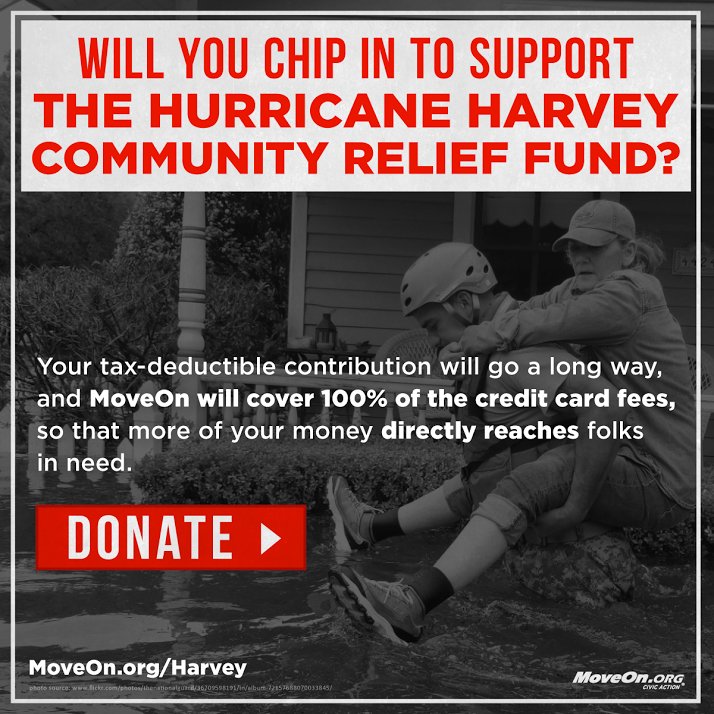 WILL YOU CHIP IN TO SUPPORT
THE HURRICANE HARVEY
COMMUNITY RELIEF FUND?
Your tax-deductible contribution will go a long way,
and MoveOn will cover 100% of the credit card fees,
so that more of your money directly reaches folks
in need.
DONATE
MoveOn.org/Harvey
MoveOn.ORG
CIVIC ACTION